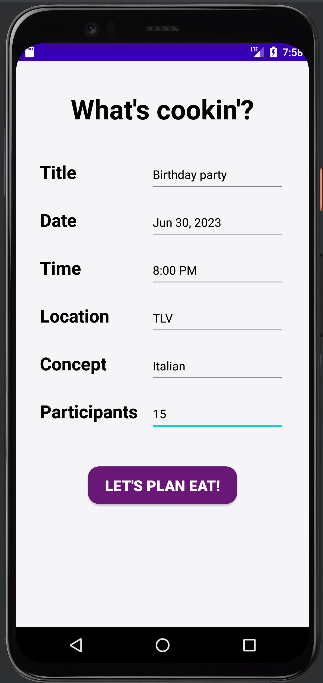 LTE 7:58
What's cookin'?
Title Birthday party
Date Jun 30, 2023
Time 8:00 PM
Location TLV
Concept Italian
Participants 15
LET'S PLAN EAT!